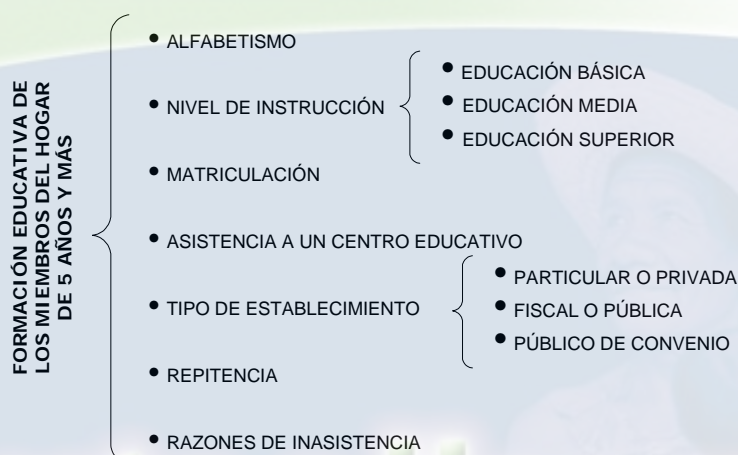 FORMACIÓN EDUCATIVA DE
LOS MIEMBROS DEL HOGAR
DE 5 AÑOS Y MÁS
• ALFABETISMO
• NIVEL DE INSTRUCCIÓN
• EDUCACIÓN BÁSICA
• EDUCACIÓN MEDIA
• EDUCACIÓN SUPERIOR
• MATRICULACIÓN
• ASISTENCIA A UN CENTRO EDUCATIVO
• TIPO DE ESTABLECIMIENTO
• PARTICULAR O PRIVADA
• FISCAL O PÚBLICA
• PÚBLICO DE CONVENIO
• REPITENCIA
• RAZONES DE INASISTENCIA